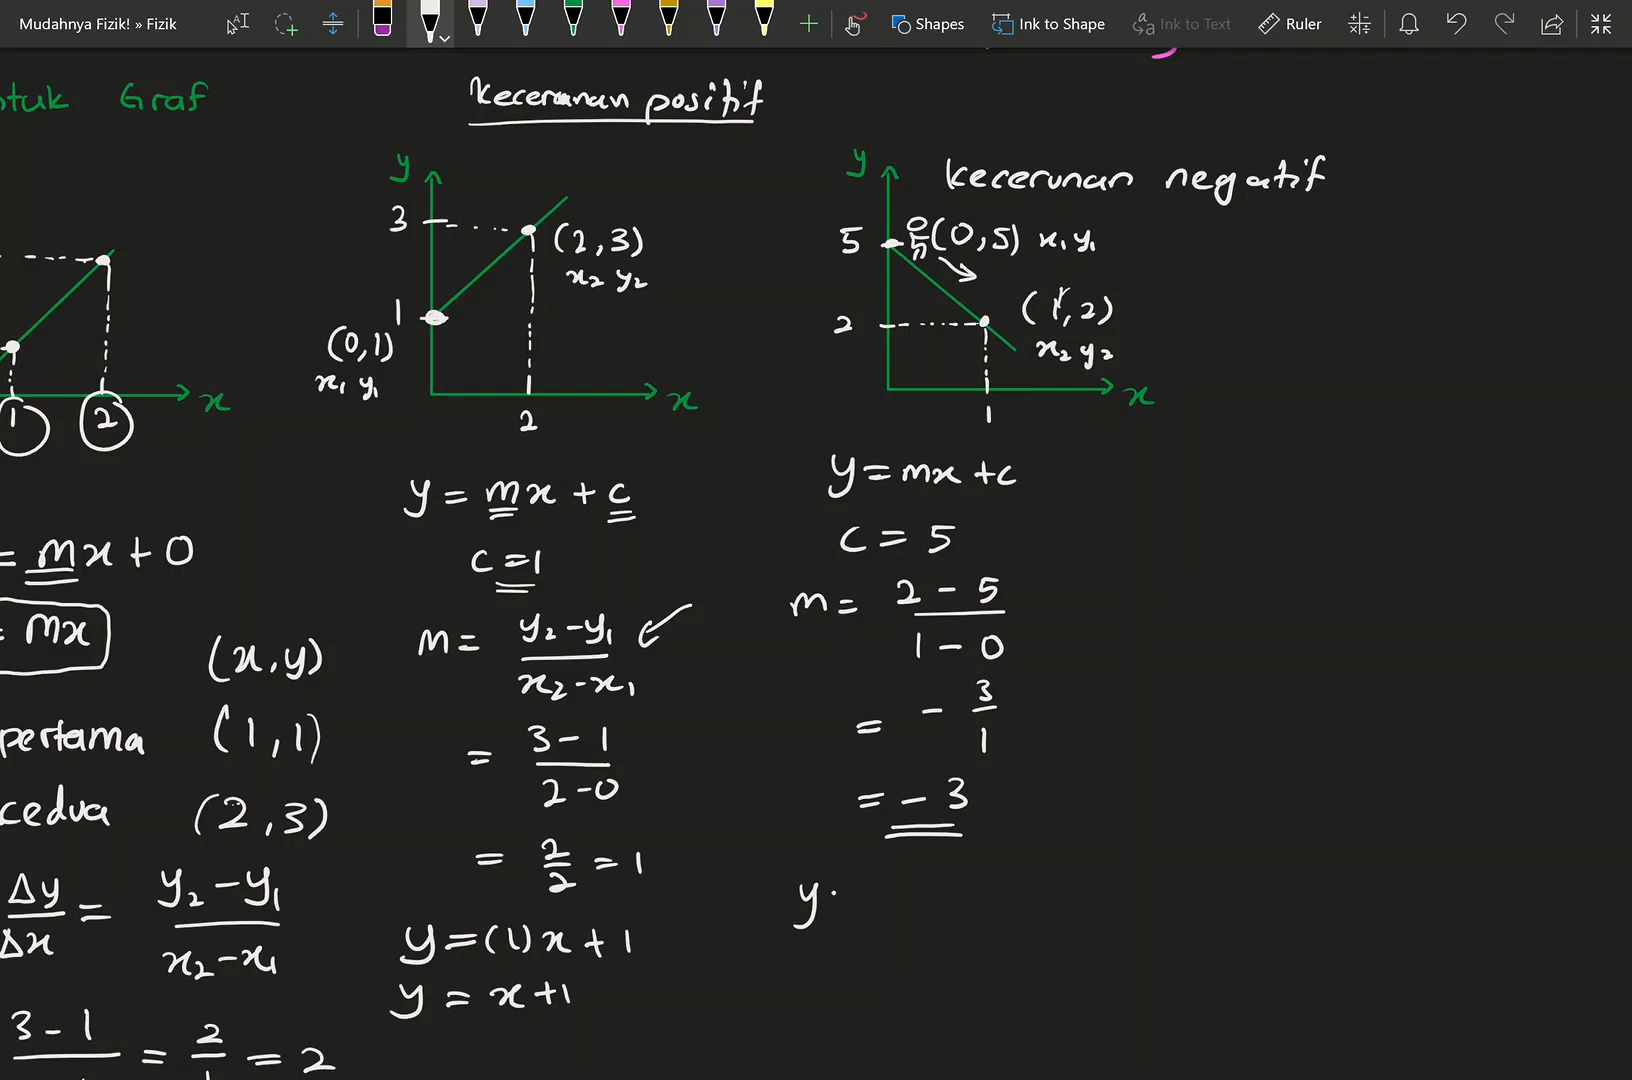 Mudahnya Fizik! » Fizik
Shapes
Ink to Shape
Ink to Text
Ruler
ntuk Graf
x
1
2
= mx + 0
= mx
(x,y)
pertama (1,1)
kedua (2,3)
Δy/Δx = y₂-y₁/x₂-x₁
3-1
= 2/1 = 2
kecerunan positif
y
3
(2,3)
x₂ y₂
1
(0,1)
x₁ y₁
x
2
y = mx + c
c = 1
m = y₂-y₁/x₂-x₁
= 3-1/2-0
= 2/2 = 1
y = (1)x + 1
y = x+1
y
kecerunan negatif
5
(0,5) x₁ y₁
(1,2)
2
x₂ y₂
x
1
y = mx + c
c = 5
m = 2-5/1-0
= - 3/1
= - 3
y